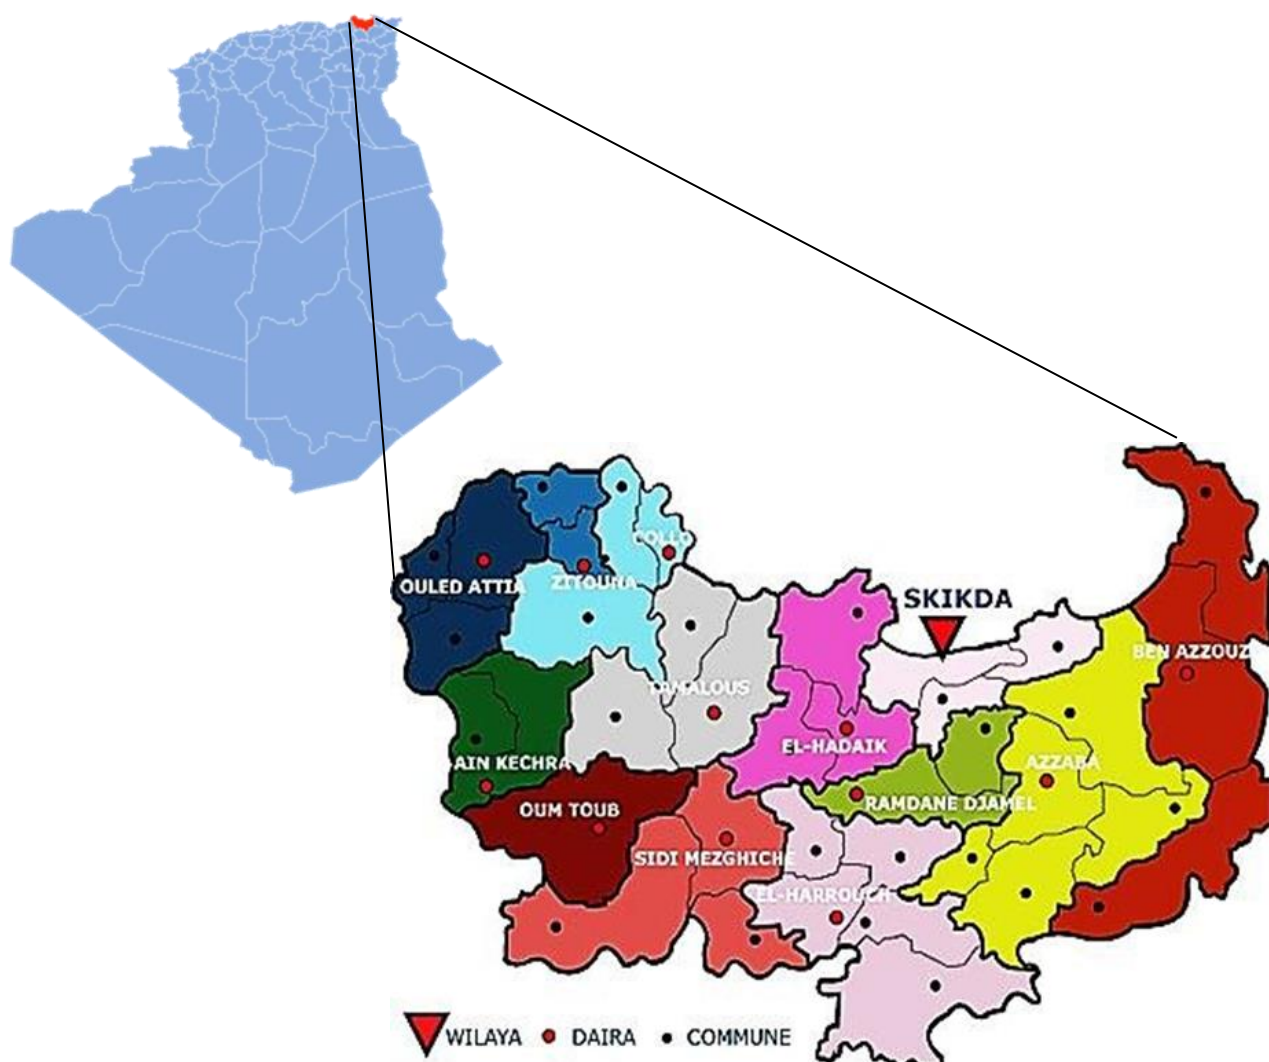 COLLO
OULED ATTIA
ZITOUNA
SKIKDA
BEN AZZOUZ
TAMALOUS
EL-HADAIK
AIN KECHRA
AZZABA
OUM TOUB
RAMDANE DJAMEL
SIDI MEZGHICHE
EL-HARROUCH
WILAYA DAIRA COMMUNE